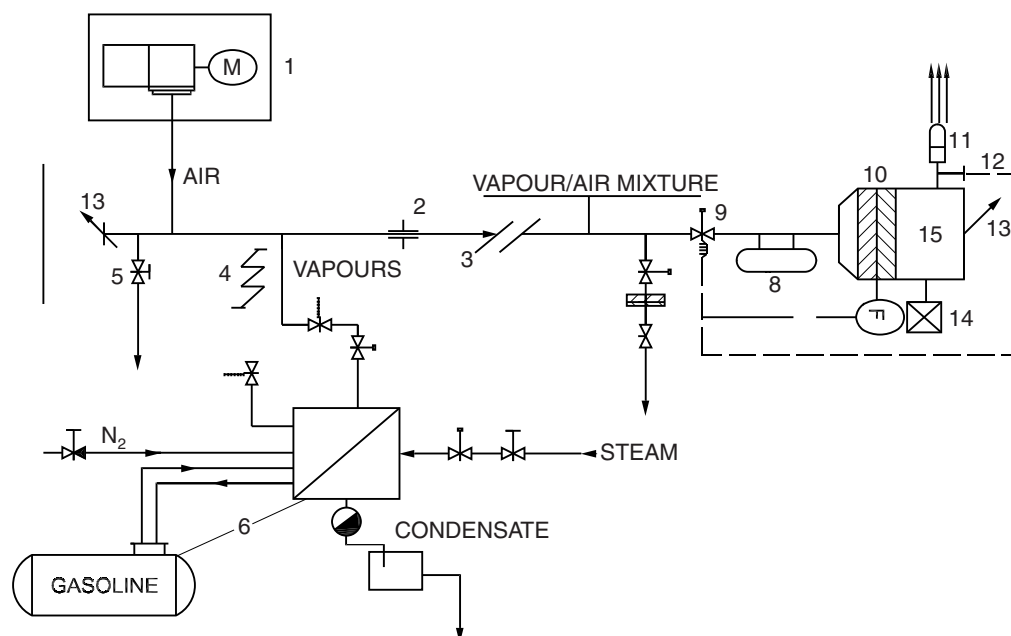 M
1
11
12
AIR
VAPOUR/AIR MIXTURE
10
13
2
9
15
13
3
4
VAPOURS
5
8
F
14
N₂
STEAM
6
CONDENSATE
GASOLINE